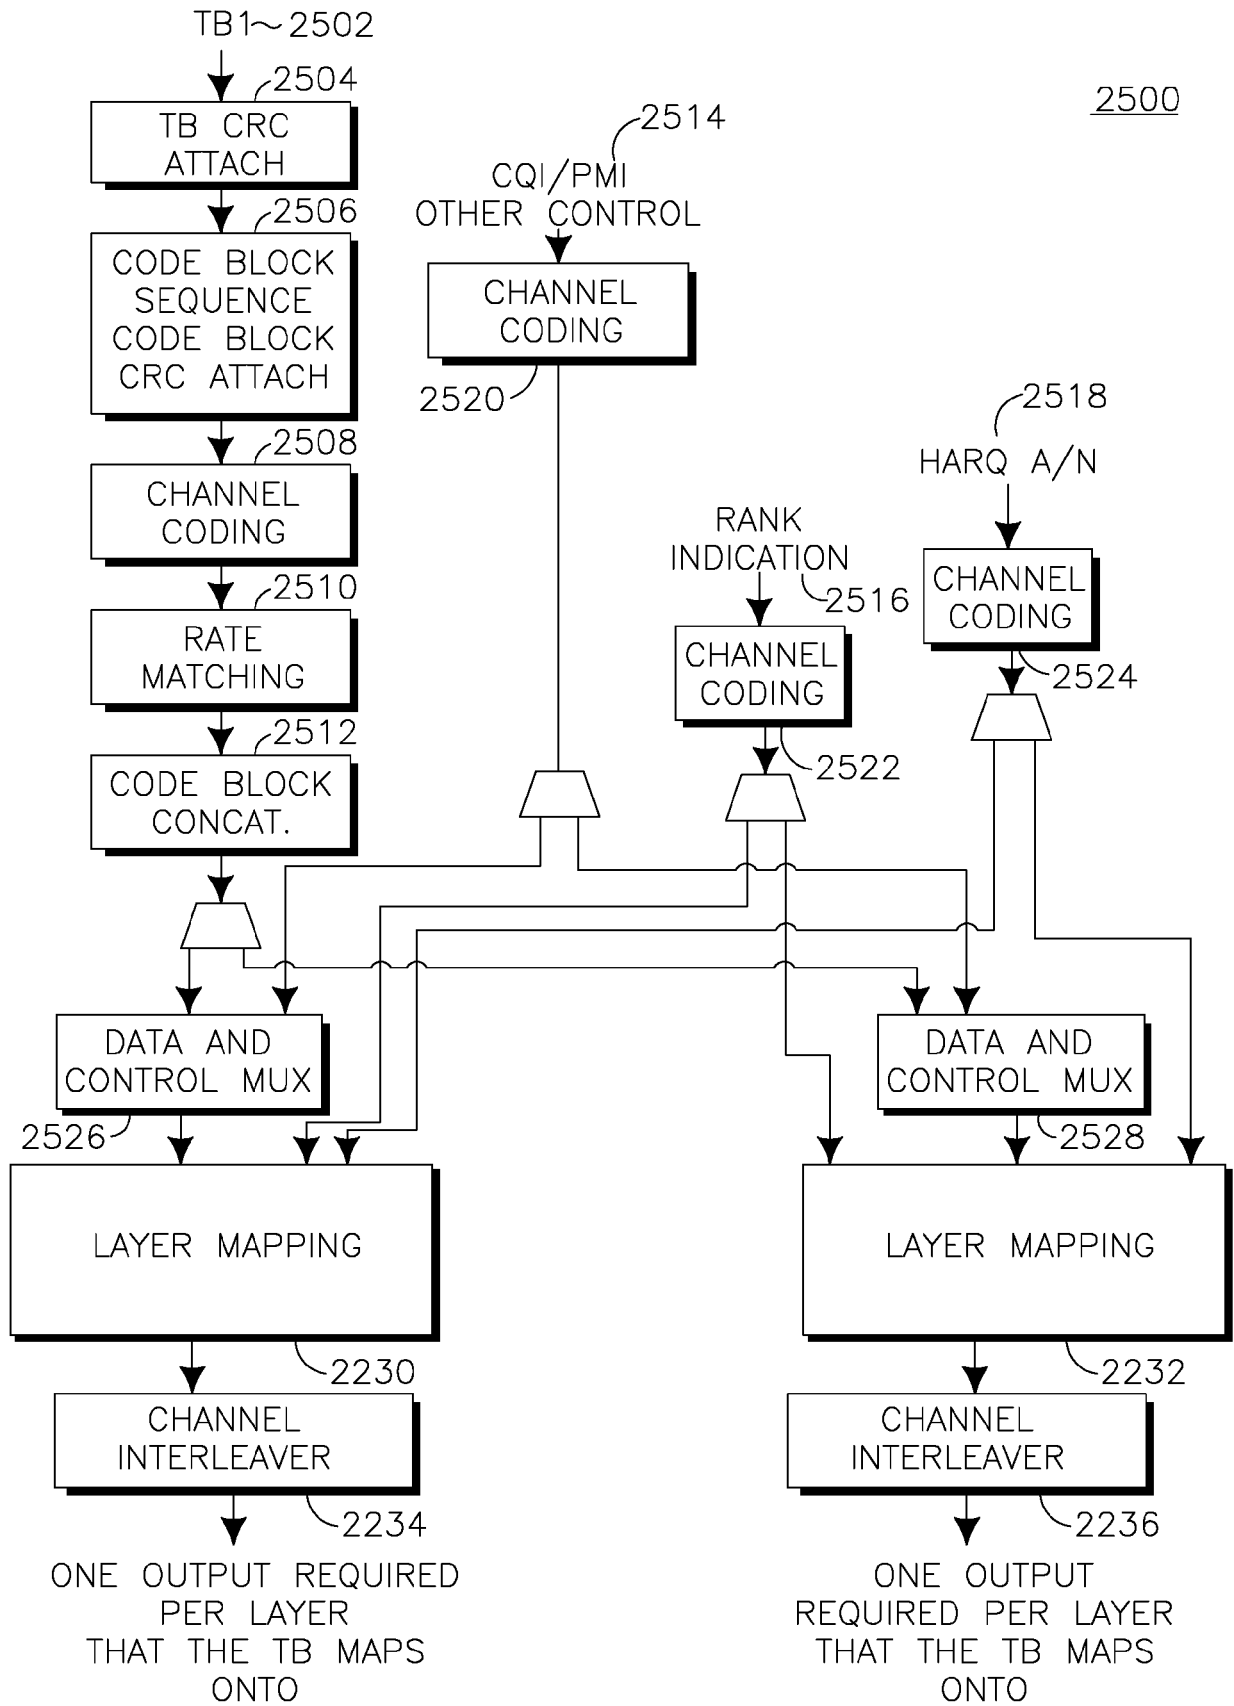 TB1~2502
2500
2504
TB CRC
ATTACH
2506
CODE BLOCK
SEQUENCE
CODE BLOCK
CRC ATTACH
2508
CHANNEL
CODING
2510
RATE
MATCHING
2512
CODE BLOCK
CONCAT.
2514
CQI/PMI
OTHER CONTROL
CHANNEL
CODING
2520
RANK
INDICATION
2516
CHANNEL
CODING
2522
2518
HARQ A/N
CHANNEL
CODING
2524
DATA AND
CONTROL MUX
2526
DATA AND
CONTROL MUX
2528
LAYER MAPPING
2230
LAYER MAPPING
2232
CHANNEL
INTERLEAVER
2234
CHANNEL
INTERLEAVER
2236
ONE OUTPUT REQUIRED
PER LAYER
THAT THE TB MAPS
ONTO
ONE OUTPUT
REQUIRED PER LAYER
THAT THE TB MAPS
ONTO